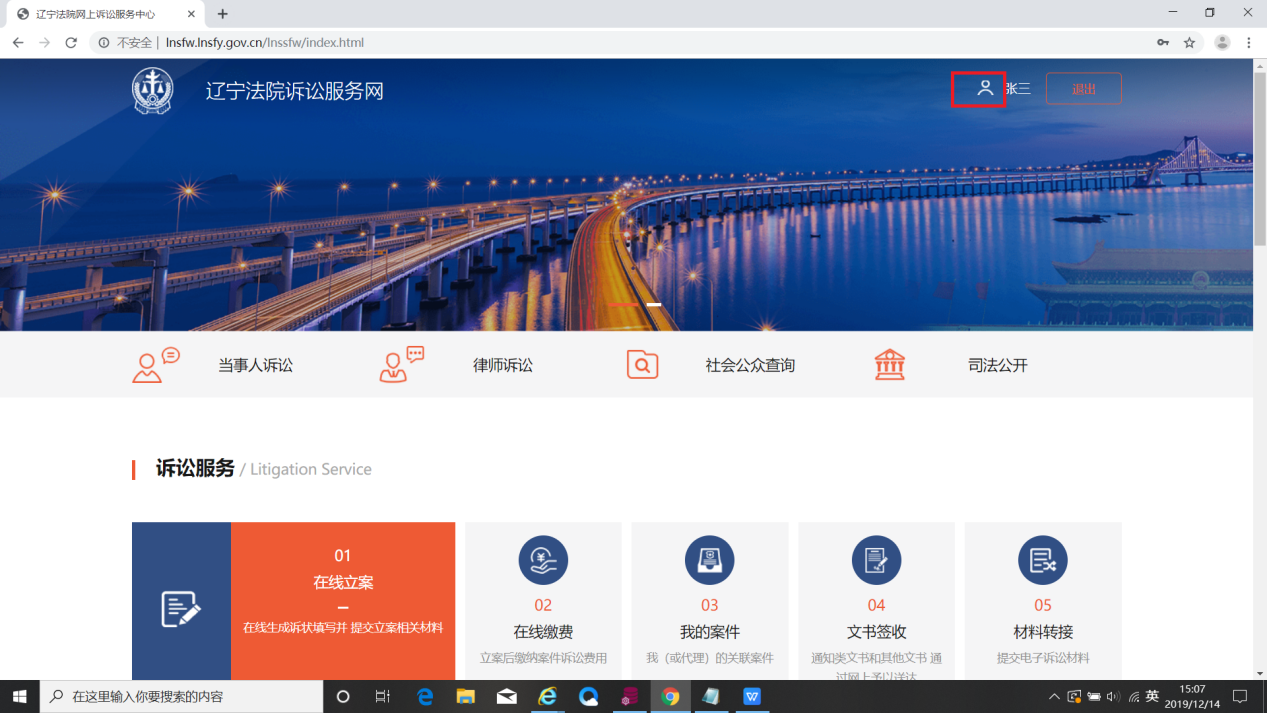 辽宁法院网上诉讼服务中心
不安全 | lnsfw.lnsfy.gov.cn/lnssfw/index.html
辽宁法院诉讼服务网
张三
退出
当事人诉讼
律师诉讼
社会公众查询
司法公开
诉讼服务 / Litigation Service
01
在线立案
在线生成诉状填写并 提交立案相关材料
02
在线缴费
立案后缴纳案件诉讼费用
03
我的案件
我（或代理）的关联案件
04
文书签收
通知类文书和其他文书 通
过网上予以送达
05
材料转接
提交电子诉讼材料
在这里输入你要搜索的内容
英
15:07
2019/12/14